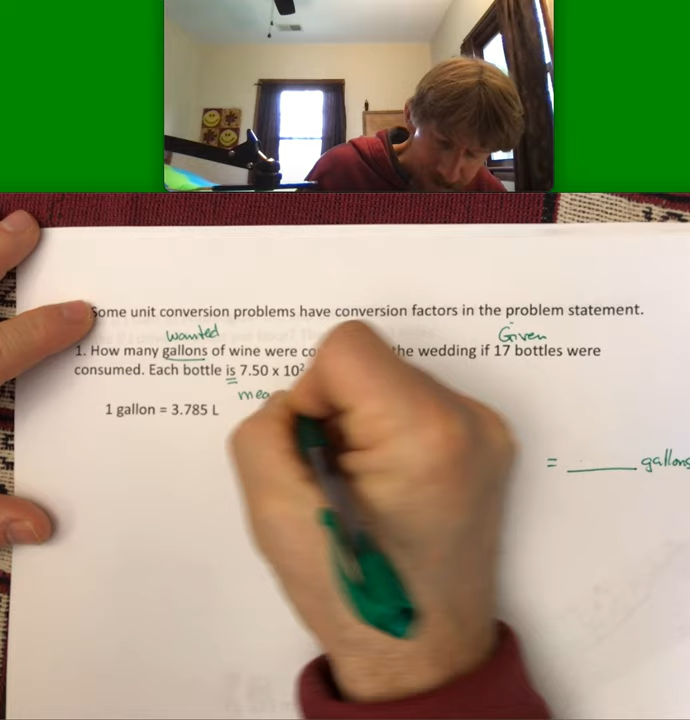 Some unit conversion problems have conversion factors in the problem statement.
wanted Given
1. How many gallons of wine were the wedding if 17 bottles were
consumed. Each bottle is 7.50 x 10²
1 gallon = 3.785 L
= ______ gallons